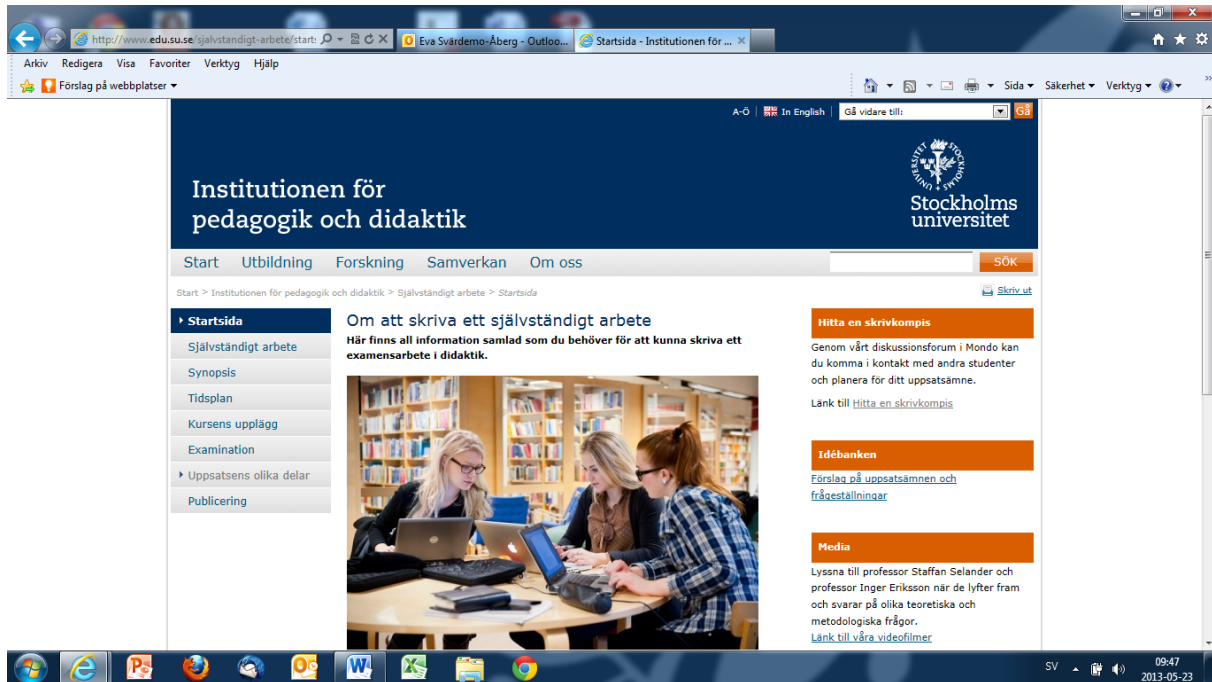 http://www.edu.su.se/sjalvstandigt-arbete/start
Eva Svärdemo-Åberg - Outloo...
Startsida - Institutionen för ...
Arkiv Redigera Visa Favoriter Verktyg Hjälp
Förslag på webbplatser
Sida Säkerhet Verktyg
A-Ö | In English | Gå vidare till: Gå
Institutionen för
pedagogik och didaktik
STOCKHOLMS UNIVERSITET
Stockholms
universitet
Start Utbildning Forskning Samverkan Om oss
SÖK
Start > Institutionen för pedagogik och didaktik > Självständigt arbete > Startsida
Skriv ut
Startsida
Självständigt arbete
Synopsis
Tidsplan
Kursens upplägg
Examination
Uppsatsens olika delar
Publicering
Om att skriva ett självständigt arbete
Här finns all information samlad som du behöver för att kunna skriva ett
examensarbete i didaktik.
Hitta en skrivkompis
Genom vårt diskussionsforum i Mondo kan
du komma i kontakt med andra studenter
och planera för ditt uppsatsämne.
Länk till Hitta en skrivkompis
Idébanken
Förslag på uppsatsämnen och
frågeställningar
Media
Lyssna till professor Staffan Selander och
professor Inger Eriksson när de lyfter fram
och svarar på olika teoretiska och
metodologiska frågor.
Länk till våra videofilmer
SV
09:47
2013-05-23